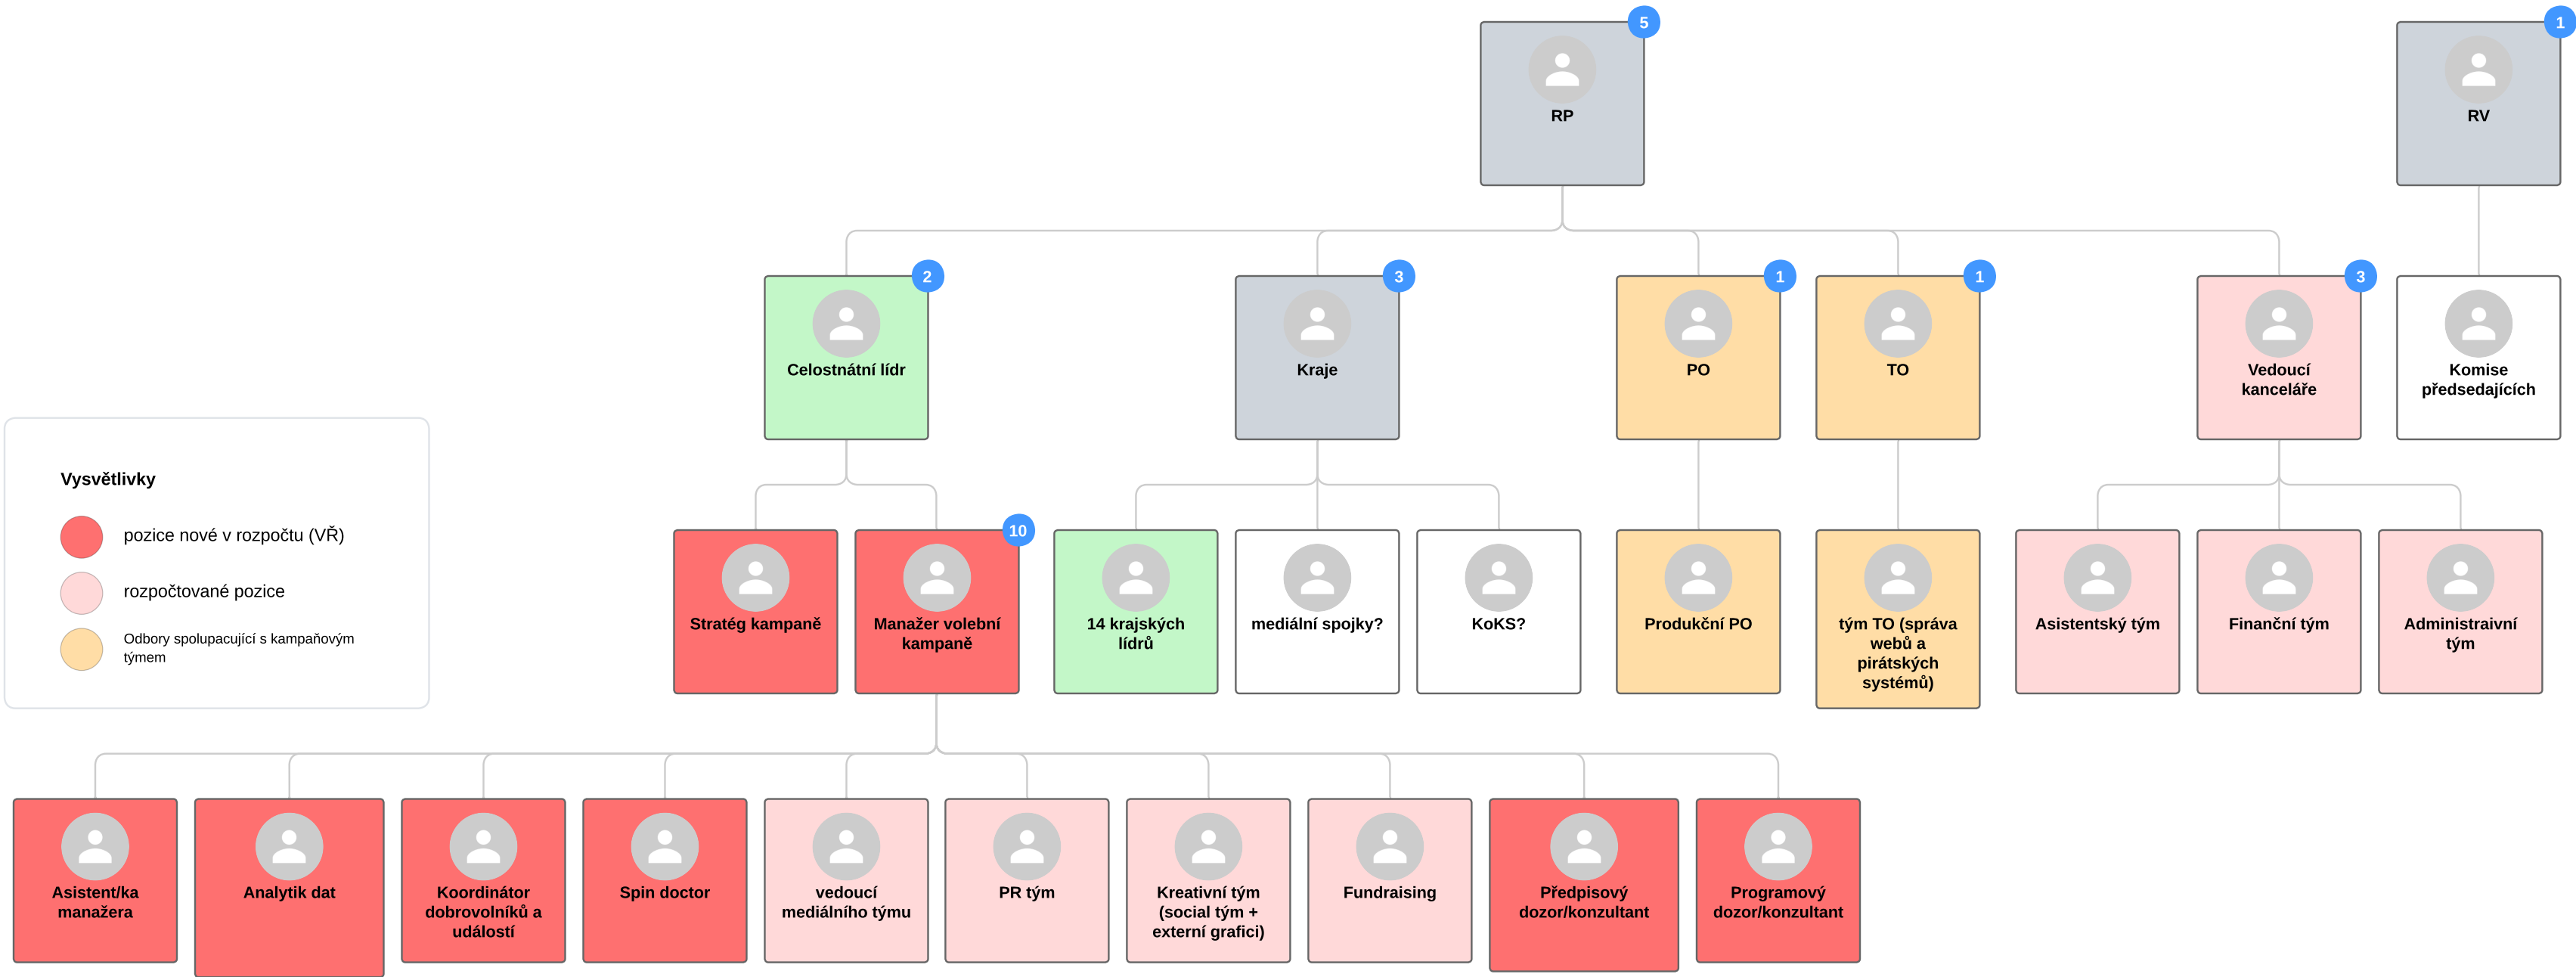 5
1
RP
RV
2
3
1
1
3
Celostnátní lídr
Kraje
PO
TO
Vedoucí
kanceláře
Komise
předsedajících
Vysvětlivky
pozice nové v rozpočtu (VŘ)
rozpočtované pozice
Odbory spolupacující s kampaňovým
týmem
10
Stratég kampaně
Manažer volební
kampaně
14 krajských
lídrů
mediální spojky?
KoKS?
Produkční PO
tým TO (správa
webů a
pirátských
systémů)
Asistentský tým
Finanční tým
Administraivní
tým
Asistent/ka
manažera
Analytik dat
Koordinátor
dobrovolníků a
událostí
Spin doctor
vedoucí
mediálního týmu
PR tým
Kreativní tým
(social tým +
externí grafici)
Fundraising
Předpisový
dozor/konzultant
Programový
dozor/konzultant